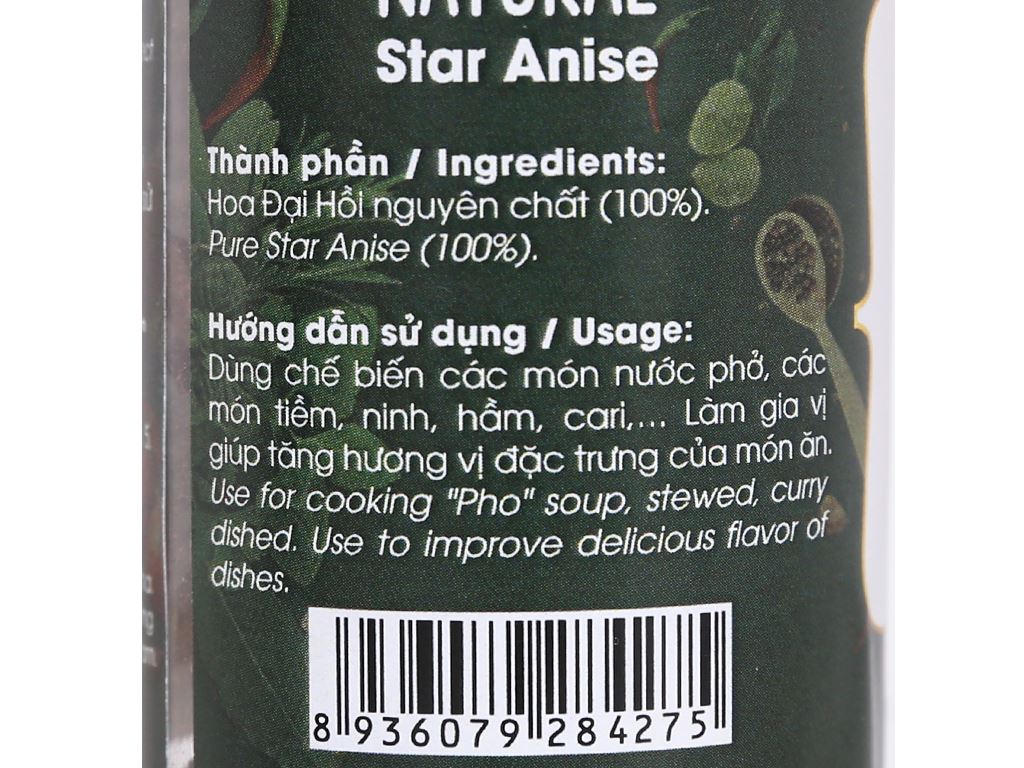 NATURAL
Star Anise
Thành phần / Ingredients:
Hoa Đại Hồi nguyên chất (100%).
Pure Star Anise (100%).
Hướng dẫn sử dụng / Usage:
Dùng chế biến các món nước phở, các
món tiềm, ninh, hầm, cari,... Làm gia vị
giúp tăng hương vị đặc trưng của món ăn.
Use for cooking "Pho" soup, stewed, curry
dished. Use to improve delicious flavor of
dishes.
8 936079 284275